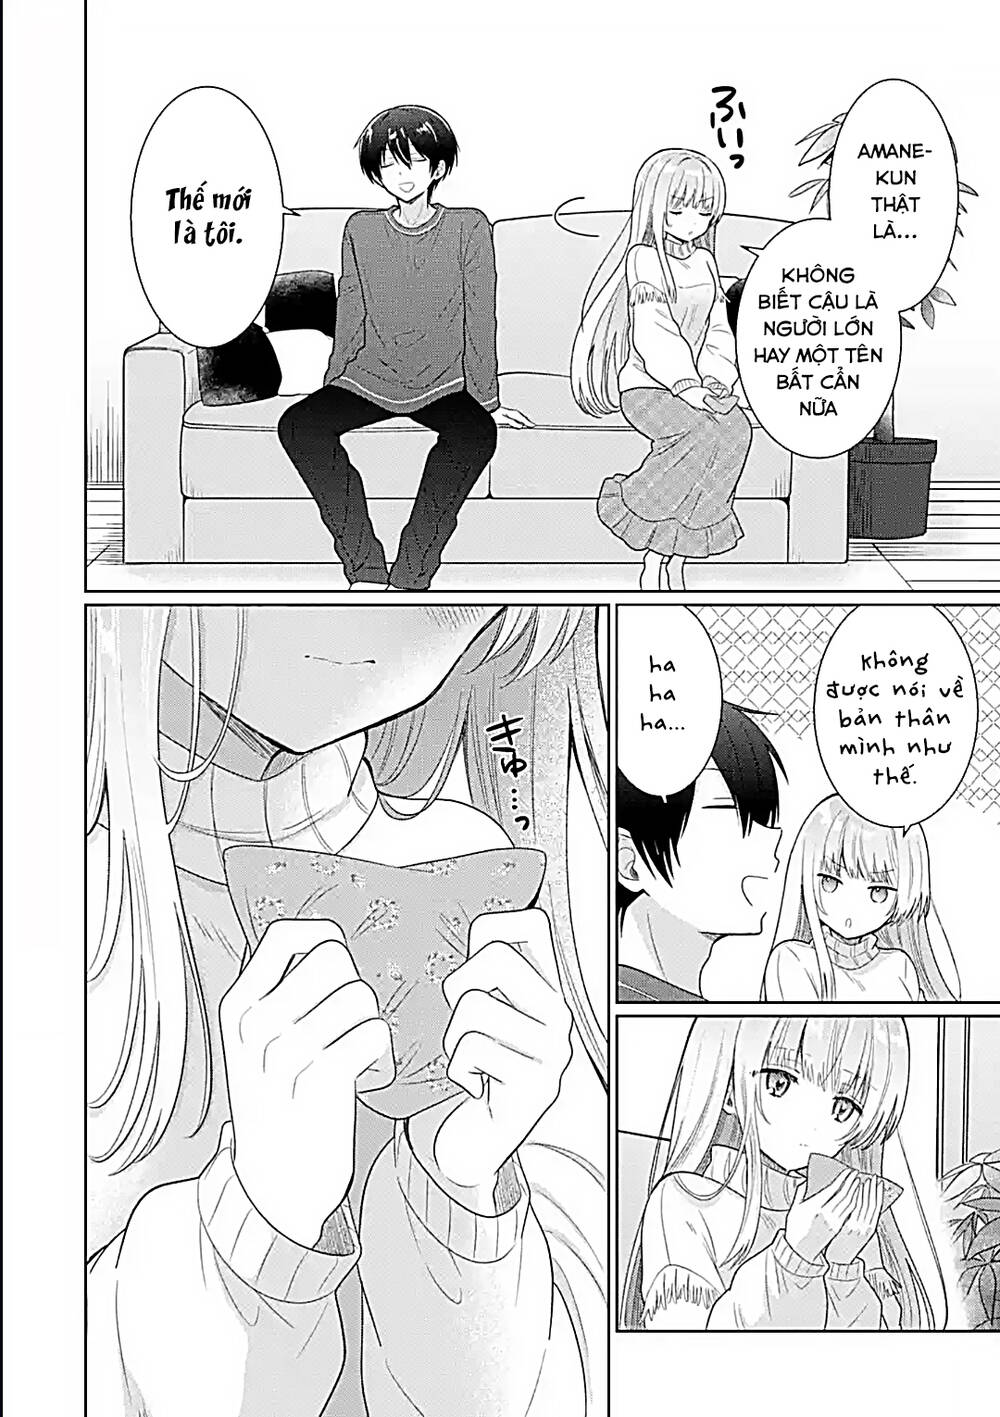 AMANE-
KUN
THẬT
LÀ...
KHÔNG
BIẾT CẬU LÀ
NGƯỜI LỚN
HAY MỘT TÊN
BẤT CẨN
NỮA
ふいっ
Thế mới
là tôi.
Không
được nói về
bản thân
mình như
thế.
ha
ha
ha...
きゅ…っ